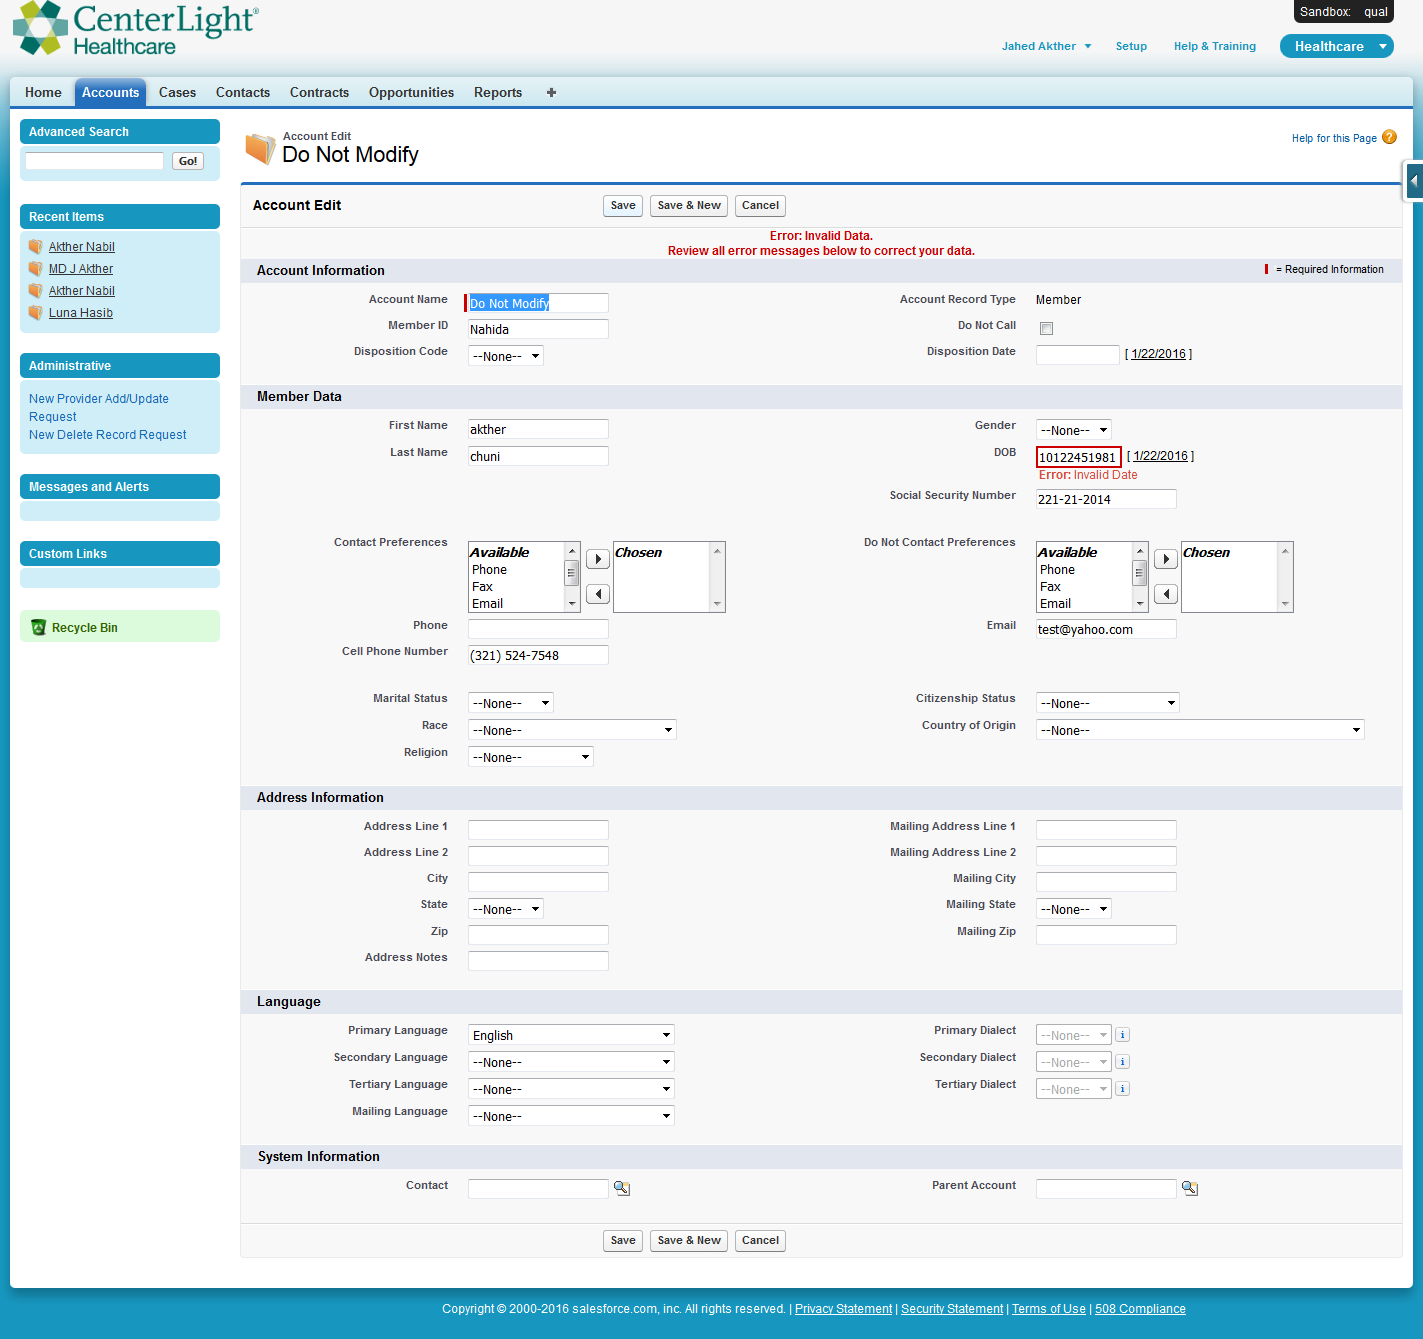 CenterLight®
Healthcare
Sandbox: qual
Jahed Akther Setup Help & Training Healthcare
Home Accounts Cases Contacts Contracts Opportunities Reports +
Advanced Search
Go!
Recent Items
Akther Nabil
MD J Akther
Akther Nabil
Luna Hasib
Administrative
New Provider Add/Update
Request
New Delete Record Request
Messages and Alerts
Custom Links
Recycle Bin
Account Edit
Do Not Modify
Help for this Page ?
Account Edit Save Save & New Cancel
Error: Invalid Data.
Review all error messages below to correct your data.
Account Information = Required Information
Account Name Do Not Modify Account Record Type Member
Member ID Nahida Do Not Call
Disposition Code --None-- Disposition Date [ 1/22/2016 ]
Member Data
First Name akther Gender --None--
Last Name chuni DOB 10122451981 [ 1/22/2016 ]
Error: Invalid Date
Social Security Number 221-21-2014
Contact Preferences Available Chosen Do Not Contact Preferences Available Chosen
Phone Phone
Fax Fax
Email Email
Phone Email test@yahoo.com
Cell Phone Number (321) 524-7548
Marital Status --None-- Citizenship Status --None--
Race --None-- Country of Origin --None--
Religion --None--
Address Information
Address Line 1 Mailing Address Line 1
Address Line 2 Mailing Address Line 2
City Mailing City
State --None-- Mailing State --None--
Zip Mailing Zip
Address Notes
Language
Primary Language English Primary Dialect --None-- i
Secondary Language --None-- Secondary Dialect --None-- i
Tertiary Language --None-- Tertiary Dialect --None-- i
Mailing Language --None--
System Information
Contact Parent Account
Save Save & New Cancel
Copyright © 2000-2016 salesforce.com, inc. All rights reserved. | Privacy Statement | Security Statement | Terms of Use | 508 Compliance